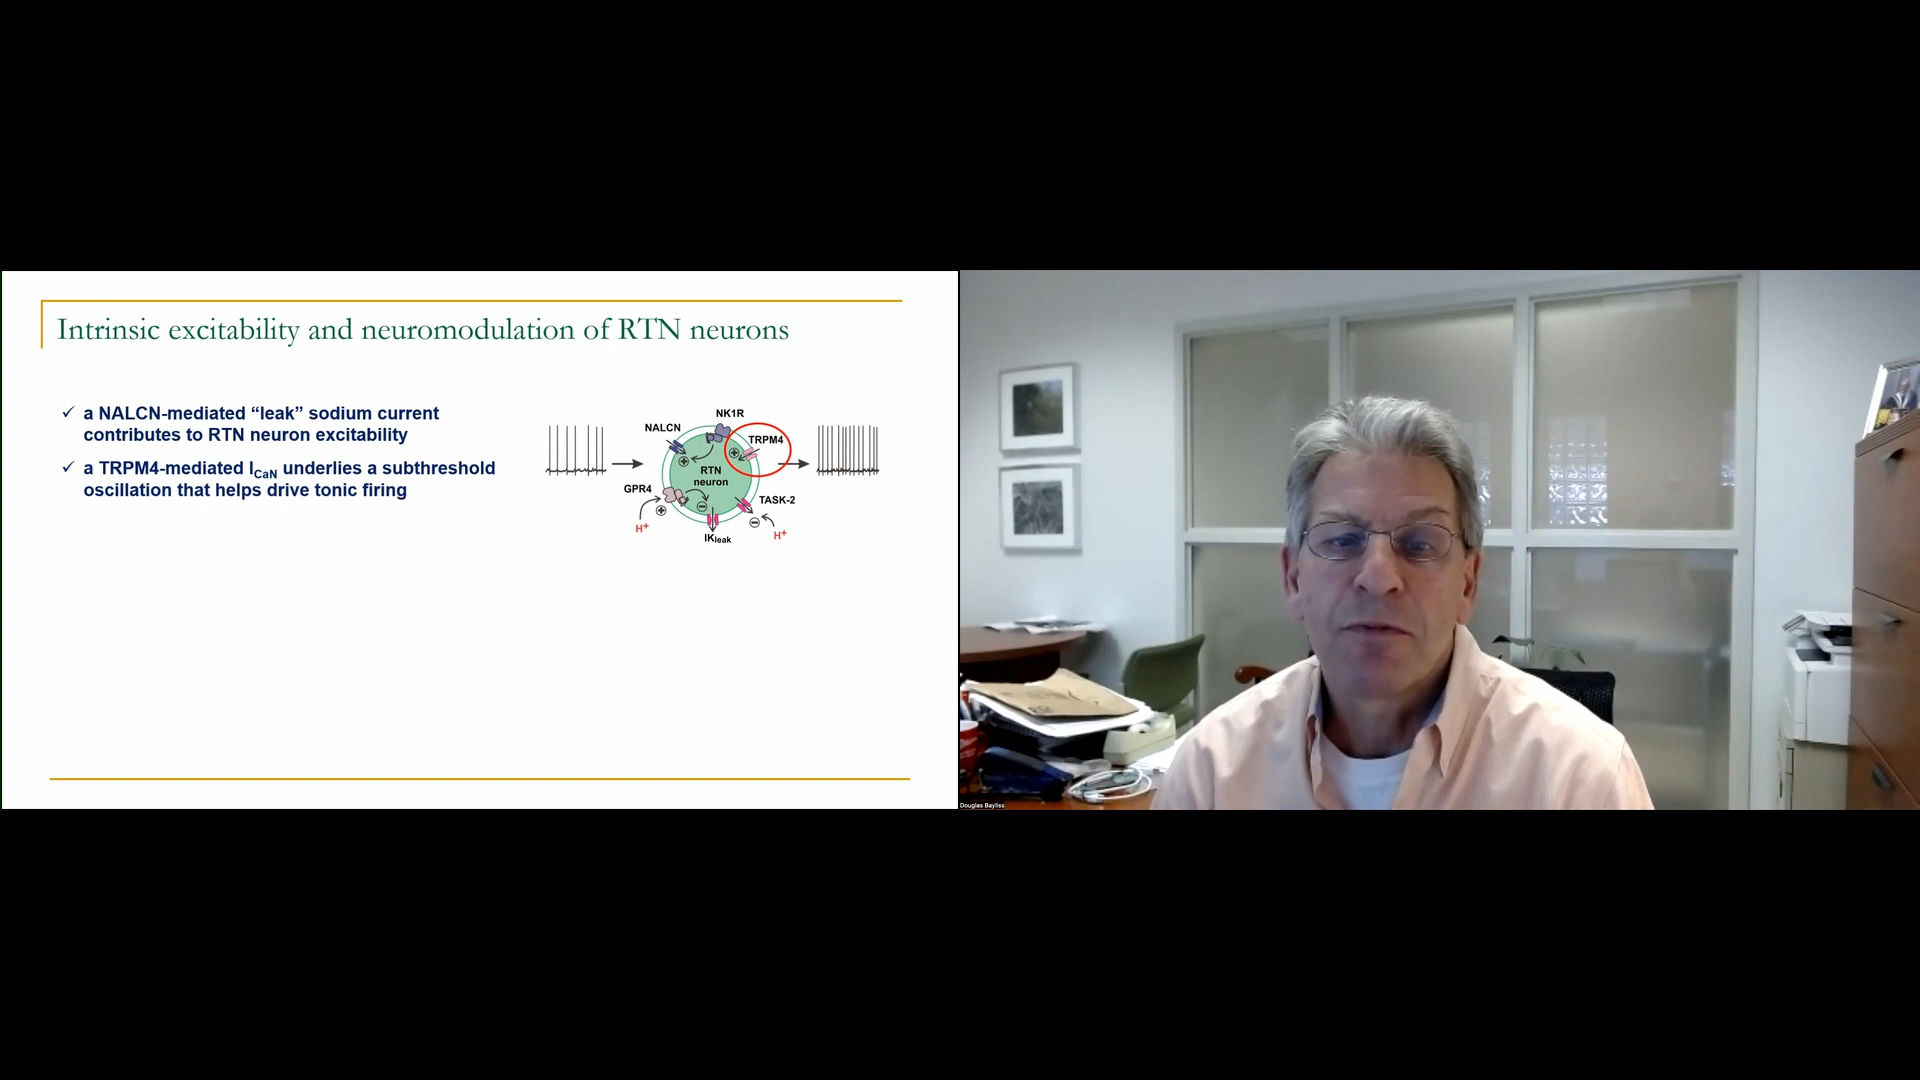 Intrinsic excitability and neuromodulation of RTN neurons
✓ a NALCN-mediated “leak” sodium current
contributes to RTN neuron excitability
✓ a TRPM4-mediated ICaN underlies a subthreshold
oscillation that helps drive tonic firing
NK1R
NALCN
TRPM4
RTN
neuron
GPR4
TASK-2
H+
H+
IKleak
Douglas Bayliss